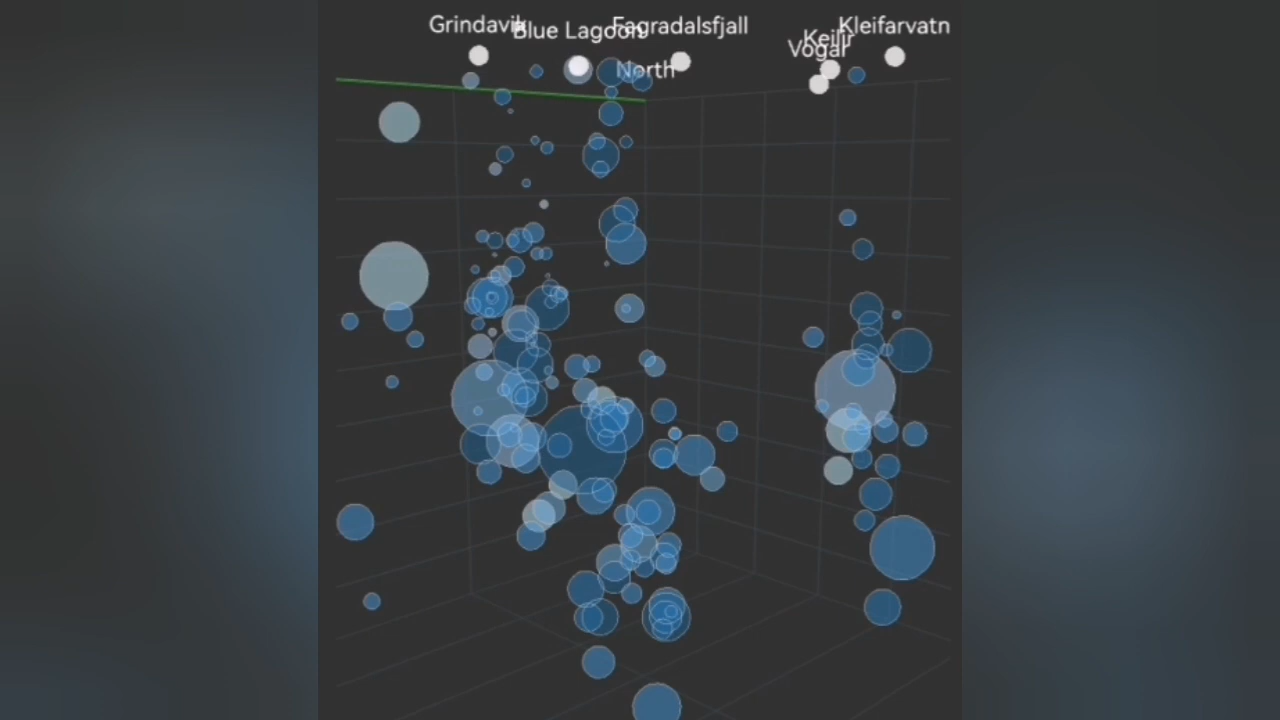 Grindavik
Blue Lagoon
Fagradalsfjall
North
Vogar
Keilir
Kleifarvatn